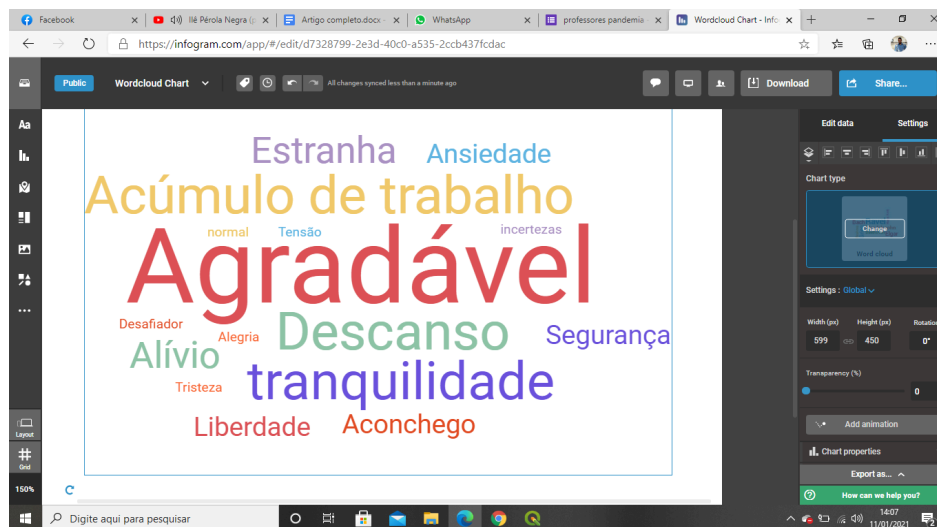 Facebook
Ilê Pérola Negra (
Artigo completo.docx -
WhatsApp
professores pandemia -
Wordcloud Chart - Info
https://infogram.com/app/#/edit/d7328799-2e3d-40c0-a535-2ccb437fcdac
Public
Wordcloud Chart
All changes synced less than a minute ago
Download
Share...
Aa
Edit data
Settings
Chart type
Change
Word cloud
Settings : Global
Width (px)
Height (px)
Rotation
599
450
0°
Transparency (%)
0
Add animation
Chart properties
Export as...
How can we help you?
Estranha
Ansiedade
Acúmulo de trabalho
normal
Tensão
incertezas
Agradável
Desafiador
Alegria
Descanso
Segurança
Alívio
Tristeza
tranquilidade
Liberdade
Aconchego
Layout
Grid
150%
Digite aqui para pesquisar
14:07
11/01/2021